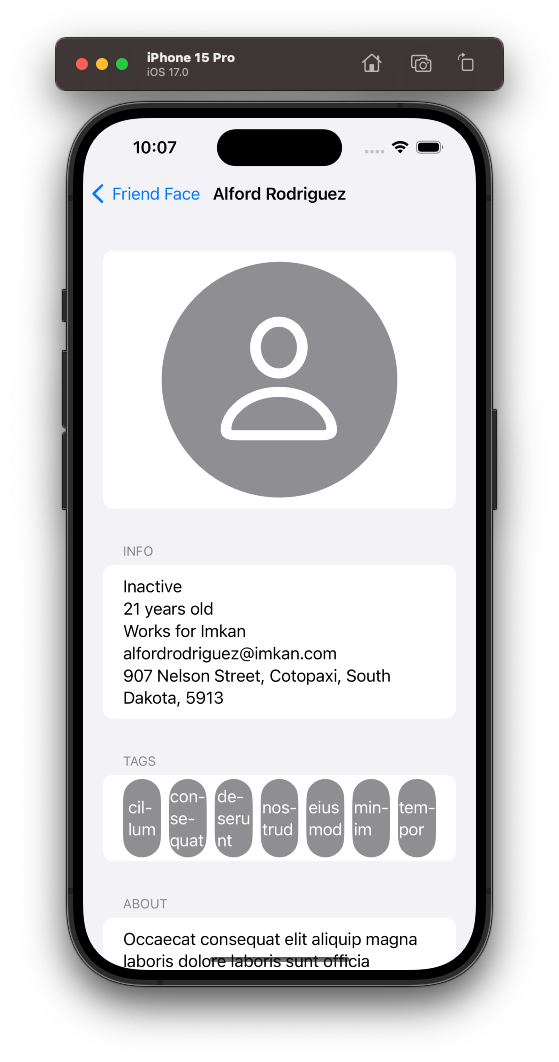 iPhone 15 Pro
iOS 17.0
10:07
Friend Face Alford Rodriguez
INFO
Inactive
21 years old
Works for Imkan
alfordrodriguez@imkan.com
907 Nelson Street, Cotopaxi, South
Dakota, 5913
TAGS
cil-
lum
con-
se-
quat
de-
seru
nt
nos-
trud
eius
mod
min-
im
tem-
por
ABOUT
Occaecat consequat elit aliquip magna
laboris dolore laboris sunt officia